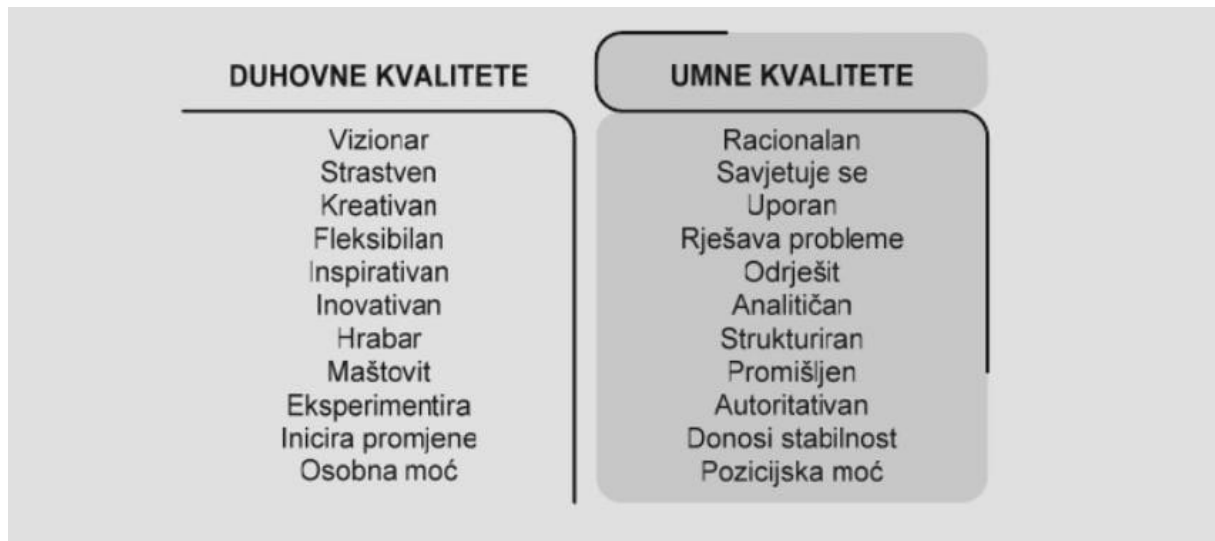 DUHOVNE KVALITETE
Vizionar
Strastven
Kreativan
Fleksibilan
Inspirativan
Inovativan
Hrabar
Maštovit
Eksperimentira
Inicira promjene
Osobna moć
UMNE KVALITETE
Racionalan
Savjetuje se
Uporan
Rješava probleme
Odrješit
Analitičan
Strukturiran
Promišljen
Autoritativan
Donosi stabilnost
Pozicijska moć